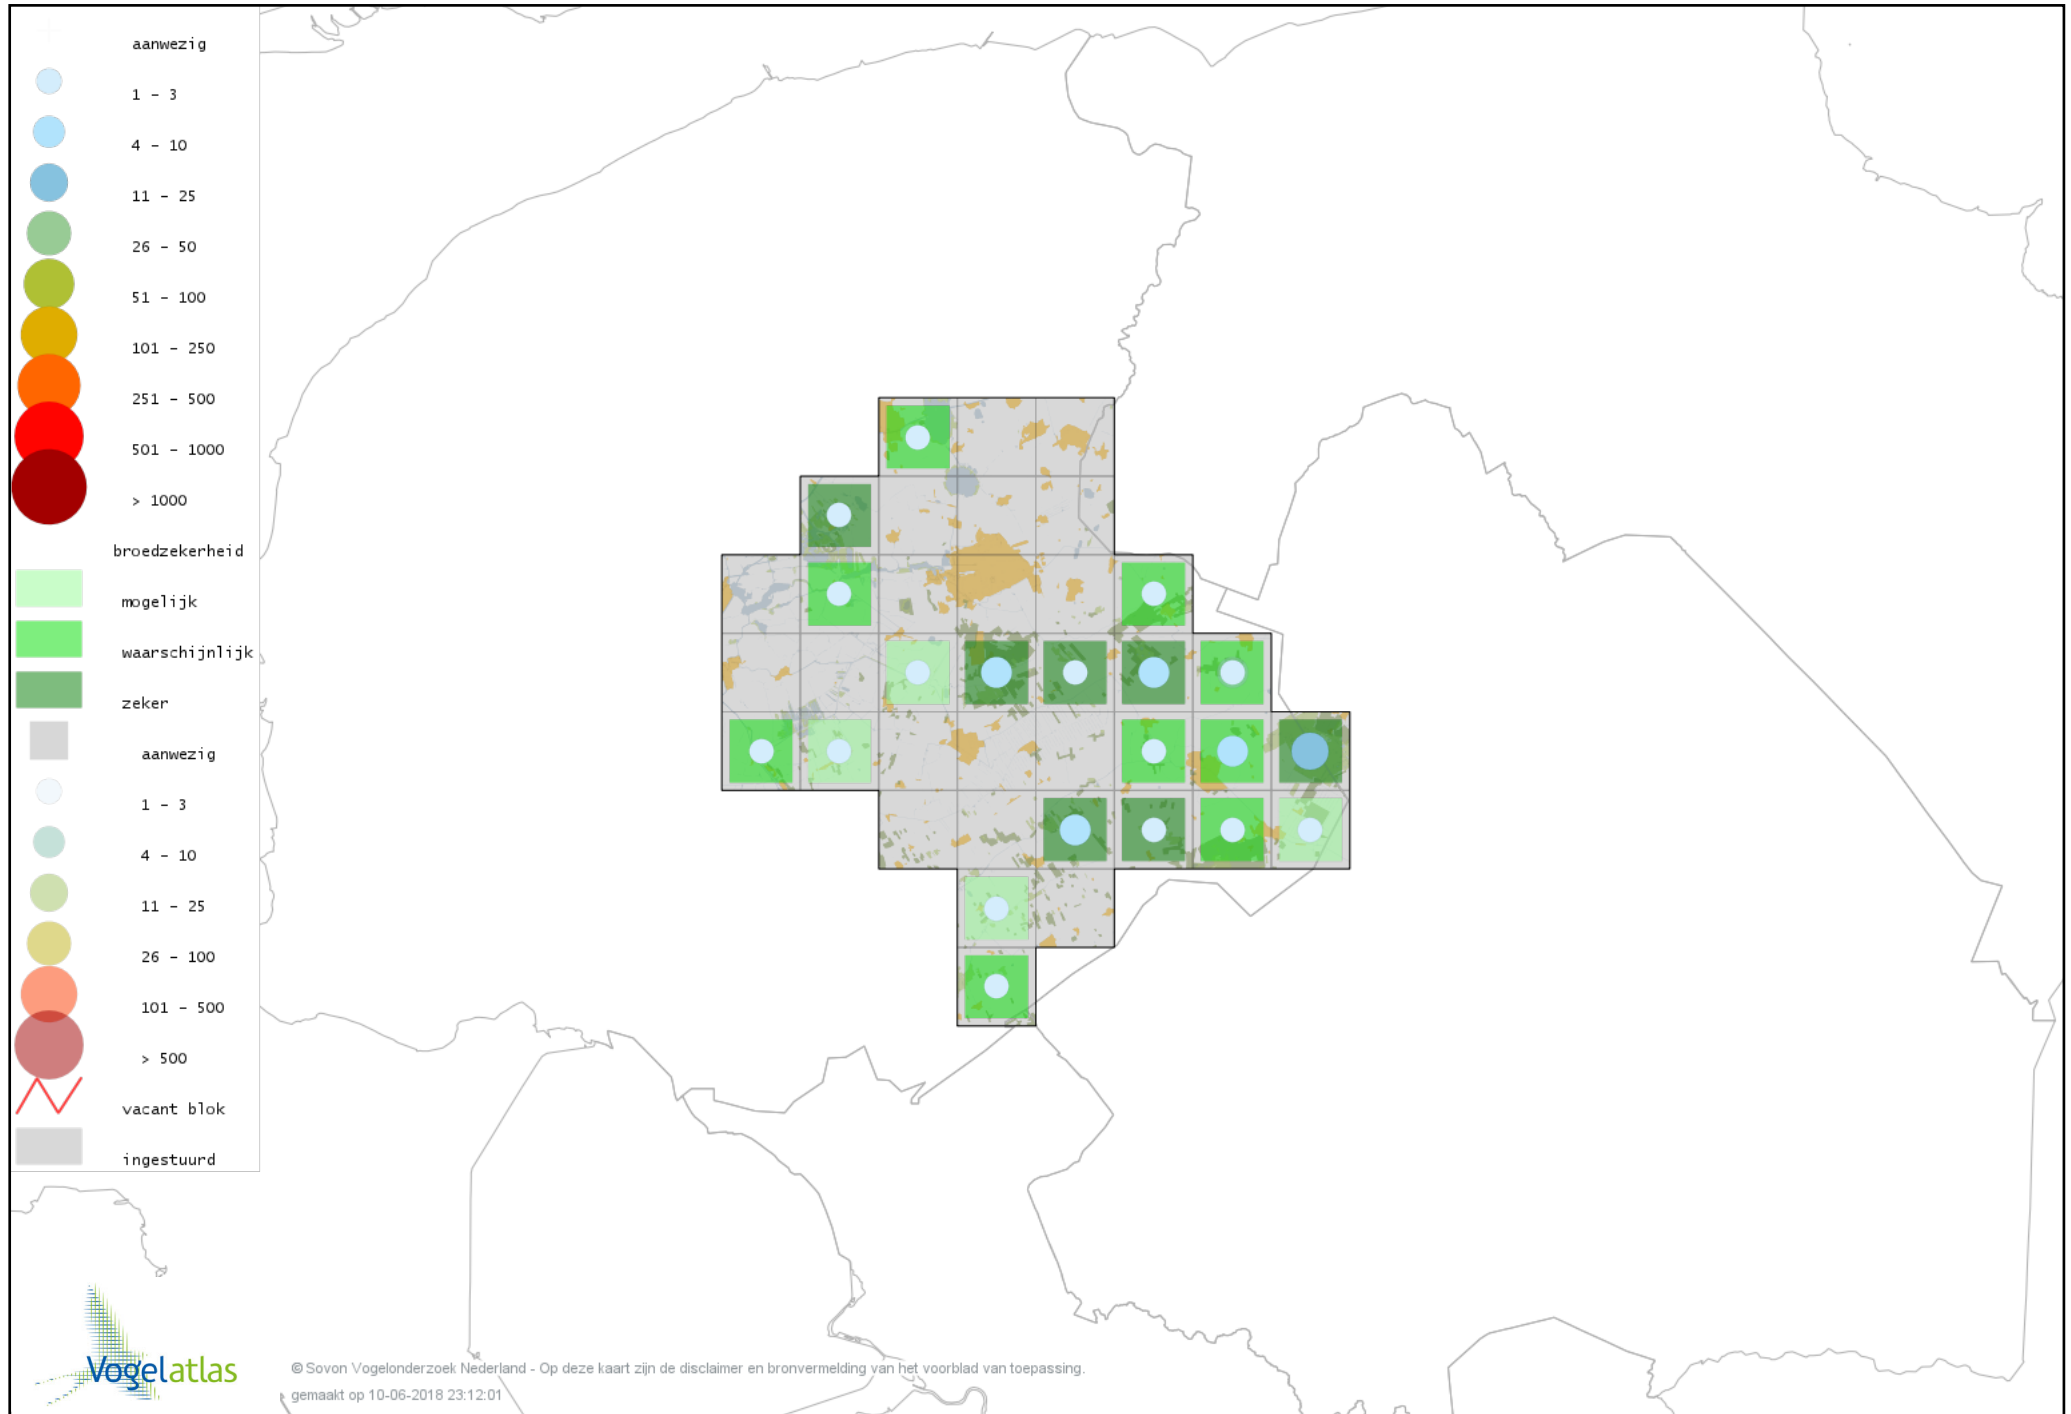 aanwezig
1 - 3
4 - 10
11 - 25
26 - 50
51 - 100
101 - 250
251 - 500
501 - 1000
> 1000
broedzekerheid
mogelijk
waarschijnlijk
zeker
aanwezig
1 - 3
4 - 10
11 - 25
26 - 100
101 - 500
> 500
vacant blok
ingestuurd
Vogelatlas
© Sovon Vogelonderzoek Nederland - Op deze kaart zijn de disclaimer en bronvermelding van het voorblad van toepassing.
gemaakt op 10-06-2018 23:12:01